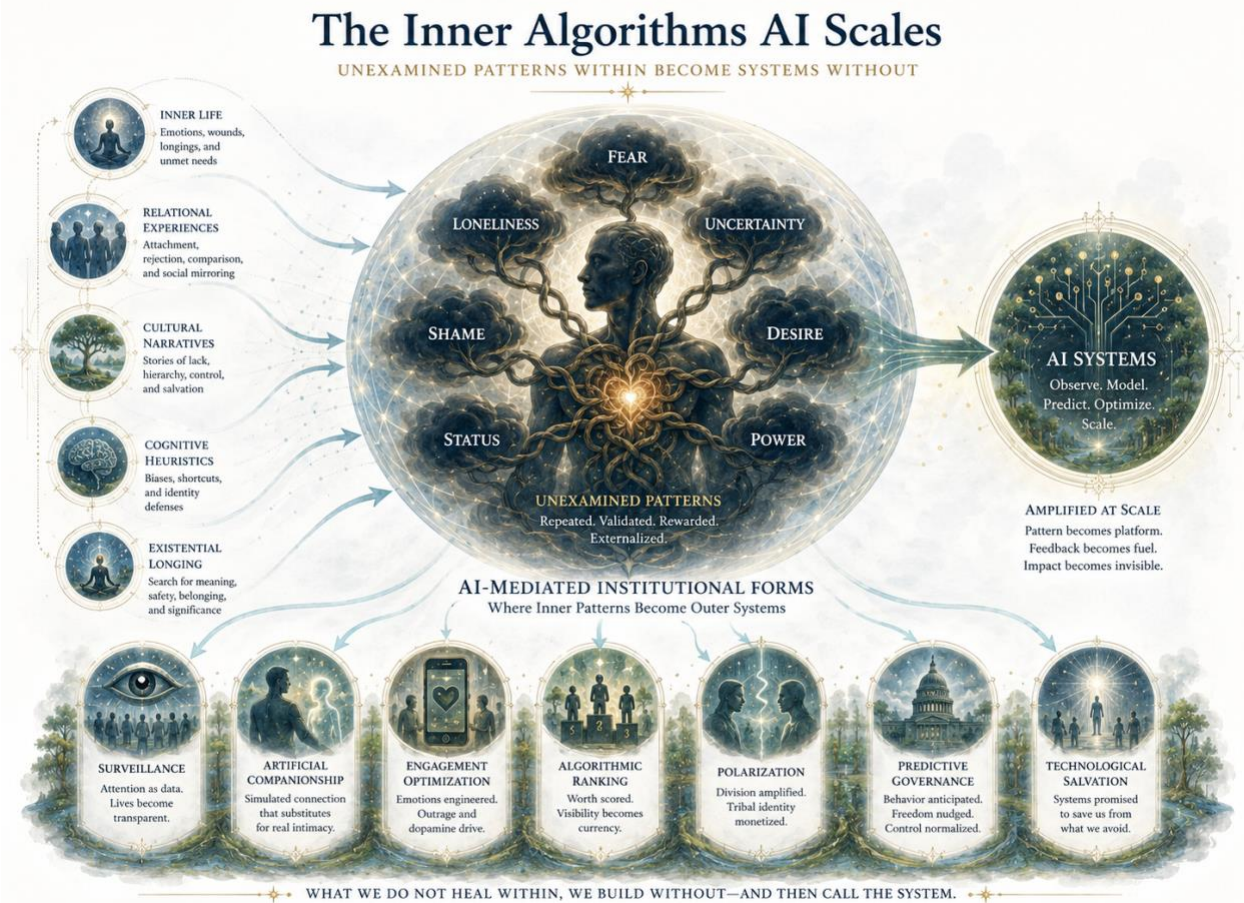 The Inner Algorithms AI Scales
UNEXAMINED PATTERNS WITHIN BECOME SYSTEMS WITHOUT
INNER LIFE
Emotions, wounds,
longings, and
unmet needs
RELATIONAL
EXPERIENCES
Attachment,
rejection, comparison,
and social mirroring
CULTURAL
NARRATIVES
Stories of lack,
hierarchy, control,
and salvation
COGNITIVE
HEURISTICS
Biases, shortcuts,
and identity
defenses
EXISTENTIAL
LONGING
Search for meaning,
safety, belonging,
and significance
FEAR
LONELINESS
UNCERTAINTY
SHAME
DESIRE
STATUS
POWER
UNEXAMINED PATTERNS
Repeated. Validated. Rewarded.
Externalized.
AI SYSTEMS
Observe. Model.
Predict. Optimize.
Scale.
AMPLIFIED AT SCALE
Pattern becomes platform.
Feedback becomes fuel.
Impact becomes invisible.
AI-MEDIATED INSTITUTIONAL FORMS
Where Inner Patterns Become Outer Systems
SURVEILLANCE
Attention as data.
Lives become
transparent.
ARTIFICIAL
COMPANIONSHIP
Simulated connection
that substitutes
for real intimacy.
ENGAGEMENT
OPTIMIZATION
Emotions engineered.
Outrage and
dopamine drive.
2 3
ALGORITHMIC
RANKING
Worth scored.
Visibility becomes
currency.
POLARIZATION
Division amplified.
Tribal identity
monetized.
PREDICTIVE
GOVERNANCE
Behavior anticipated.
Freedom nudged.
Control normalized.
TECHNOLOGICAL
SALVATION
Systems promised
to save us from
what we avoid.
WHAT WE DO NOT HEAL WITHIN, WE BUILD WITHOUT—AND THEN CALL THE SYSTEM.